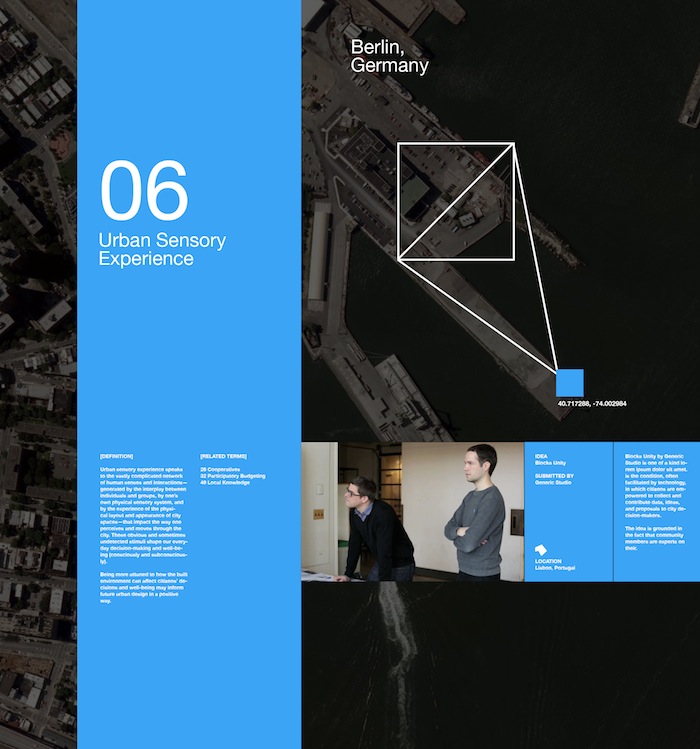 Berlin,
Germany
06
Urban Sensory
Experience
40.717288, -74.002984
[DEFINITION]
Urban sensory experience speaks
to the vastly complicated network
of human senses and interactions—
generated by the interplay between
individuals and groups, by one's
own physical sensory system, and
by the experience of the physi-
cal layout and appearance of city
spaces—that impact the way one
perceives and moves through the
city. These obvious and sometimes
undetected stimuli shape our every-
day decision-making and well-be-
ing (consciously and subconscious-
ly).
Being more attuned to how the built
environment can affect citizens' de-
cisions and well-being may inform
future urban design in a positive
way.
[RELATED TERMS]
26 Cooperatives
32 Participatory Budgeting
49 Local Knowledge
IDEA
Blocks Unity
SUBMITTED BY
Generic Studio
LOCATION
Lisbon, Portugal
Blocks Unity by Generic
Studio is one of a kind lo-
rem ipsum dolor sit amet.
is the condition, often
facilitated by technology,
in which citizens are em-
powered to collect and
contribute data, ideas,
and proposals to city de-
cision-makers.
The idea is grounded in
the fact that community
members are experts on
their.